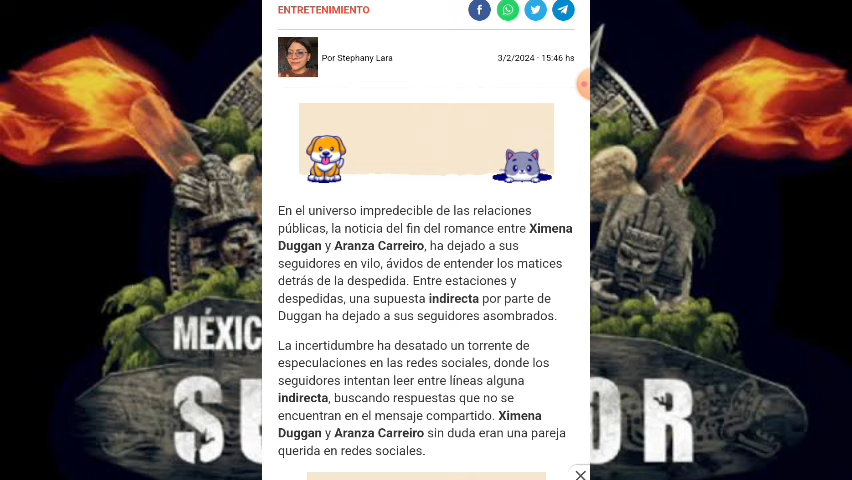 ENTRETENIMIENTO
Por Stephany Lara
3/2/2024 - 15:46 hs
En el universo impredecible de las relaciones
públicas, la noticia del fin del romance entre Ximena
Duggan y Aranza Carreiro, ha dejado a sus
seguidores en vilo, ávidos de entender los matices
detrás de la despedida. Entre estaciones y
despedidas, una supuesta indirecta por parte de
Duggan ha dejado a sus seguidores asombrados.
La incertidumbre ha desatado un torrente de
especulaciones en las redes sociales, donde los
seguidores intentan leer entre líneas alguna
indirecta, buscando respuestas que no se
encuentran en el mensaje compartido. Ximena
Duggan y Aranza Carreiro sin duda eran una pareja
querida en redes sociales.
MÉXIC
SU
OR